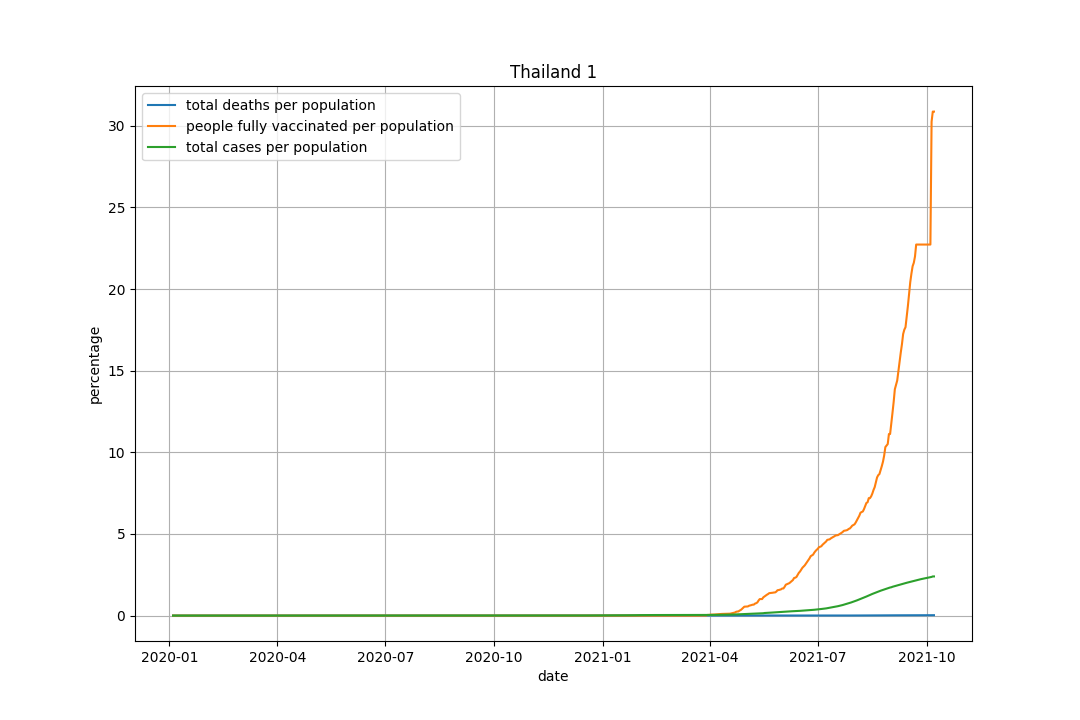 Thailand 1
total deaths per population
people fully vaccinated per population
total cases per population
30
25
20
15
10
5
0
percentage
2020-01 2020-04 2020-07 2020-10 2021-01 2021-04 2021-07 2021-10
date